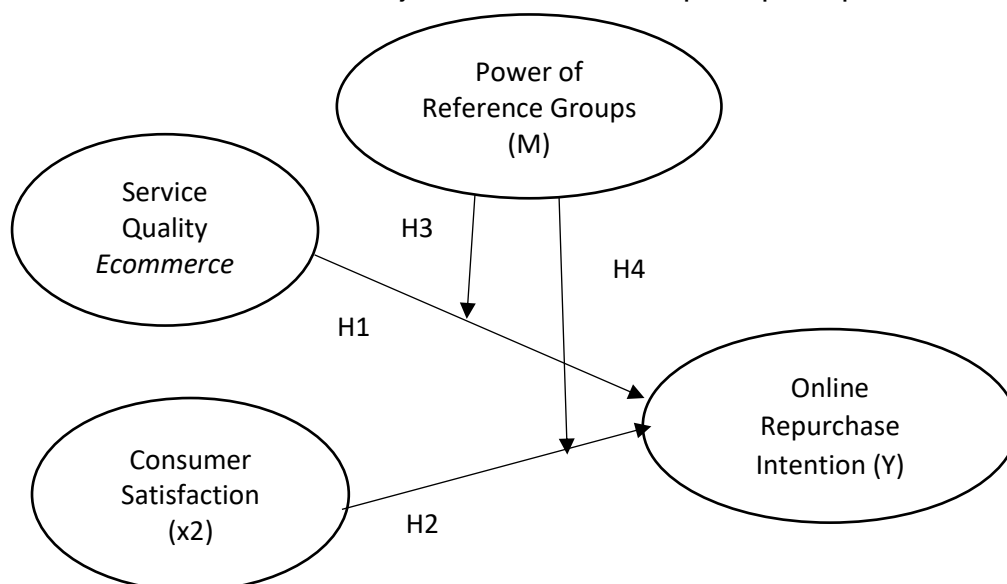 Power of
Reference Groups
(M)
Service
Quality
Ecommerce
H3
H4
H1
Online
Repurchase
Intention (Y)
Consumer
Satisfaction
(x2)
H2